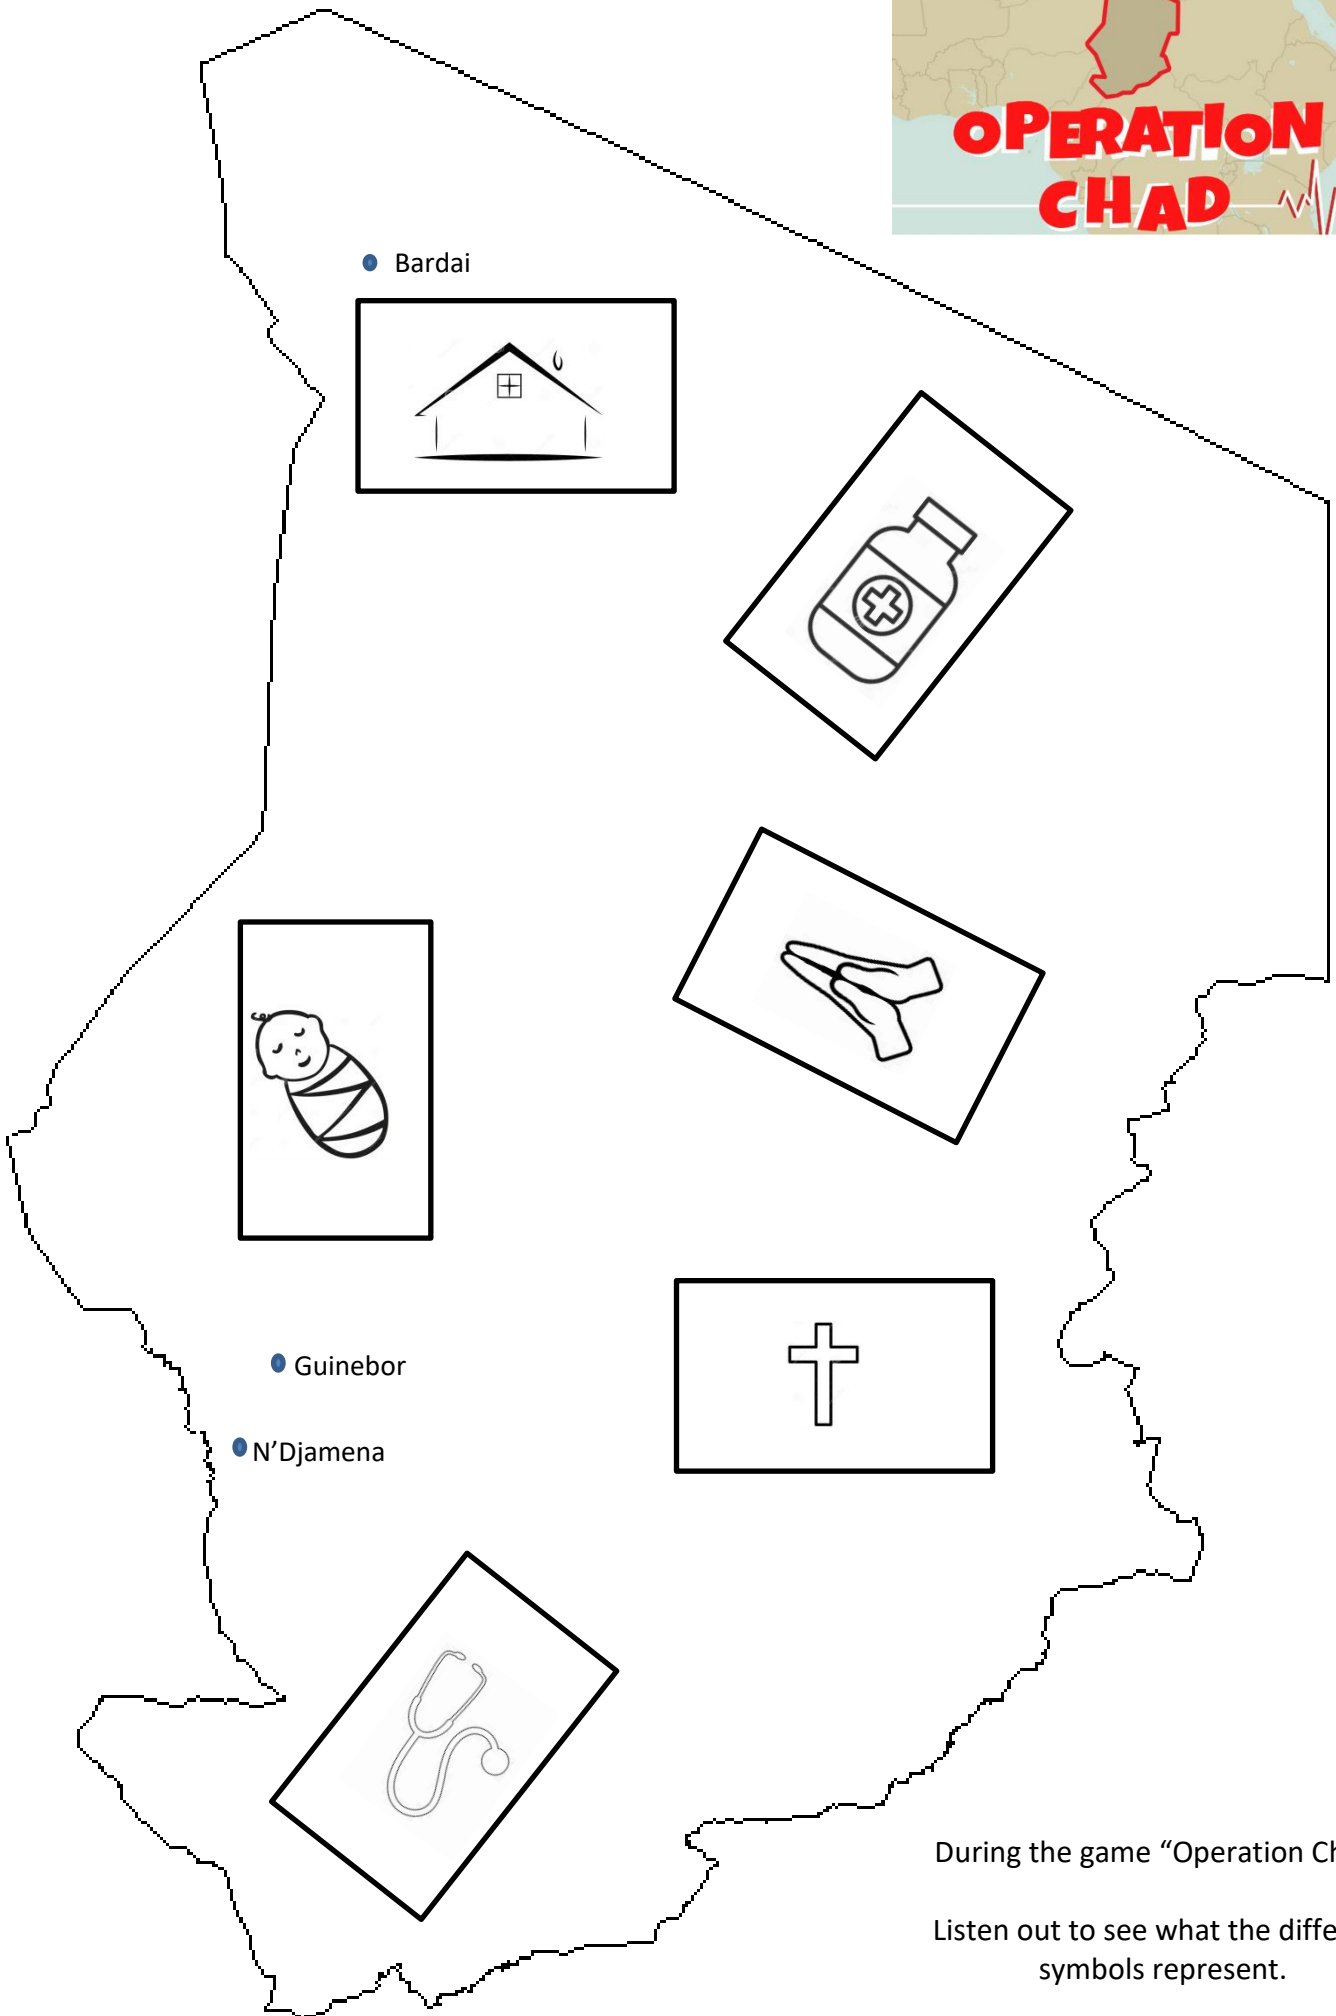 OPERATION
CHAD
Bardai
Guinebor
N’Djamena
During the game “Operation Ch
Listen out to see what the diffe
symbols represent.